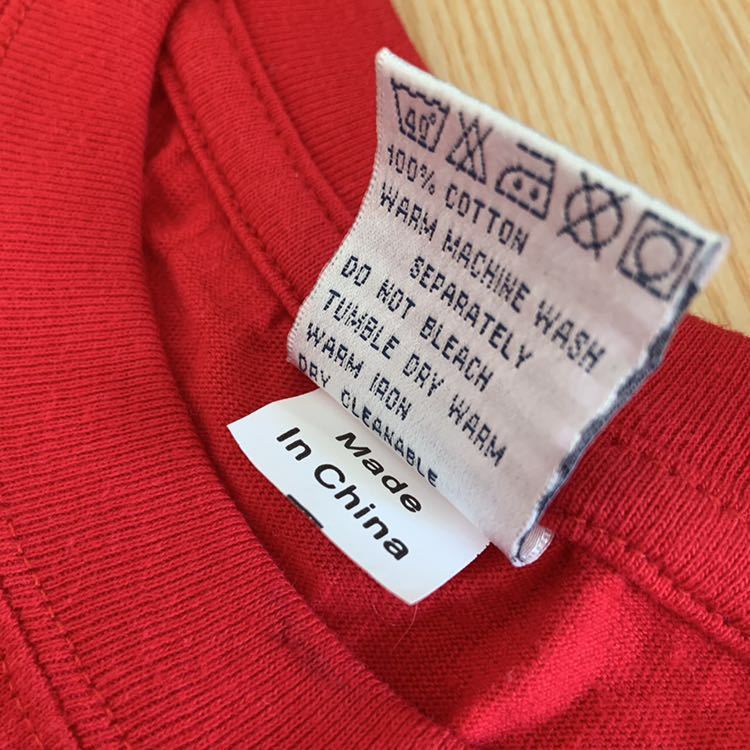 40°
100% COTTON
WARM MACHINE WASH
SEPARATELY
DO NOT BLEACH
TUMBLE DRY WARM
WARM IRON
DRY CLEANABLE
Made
In China